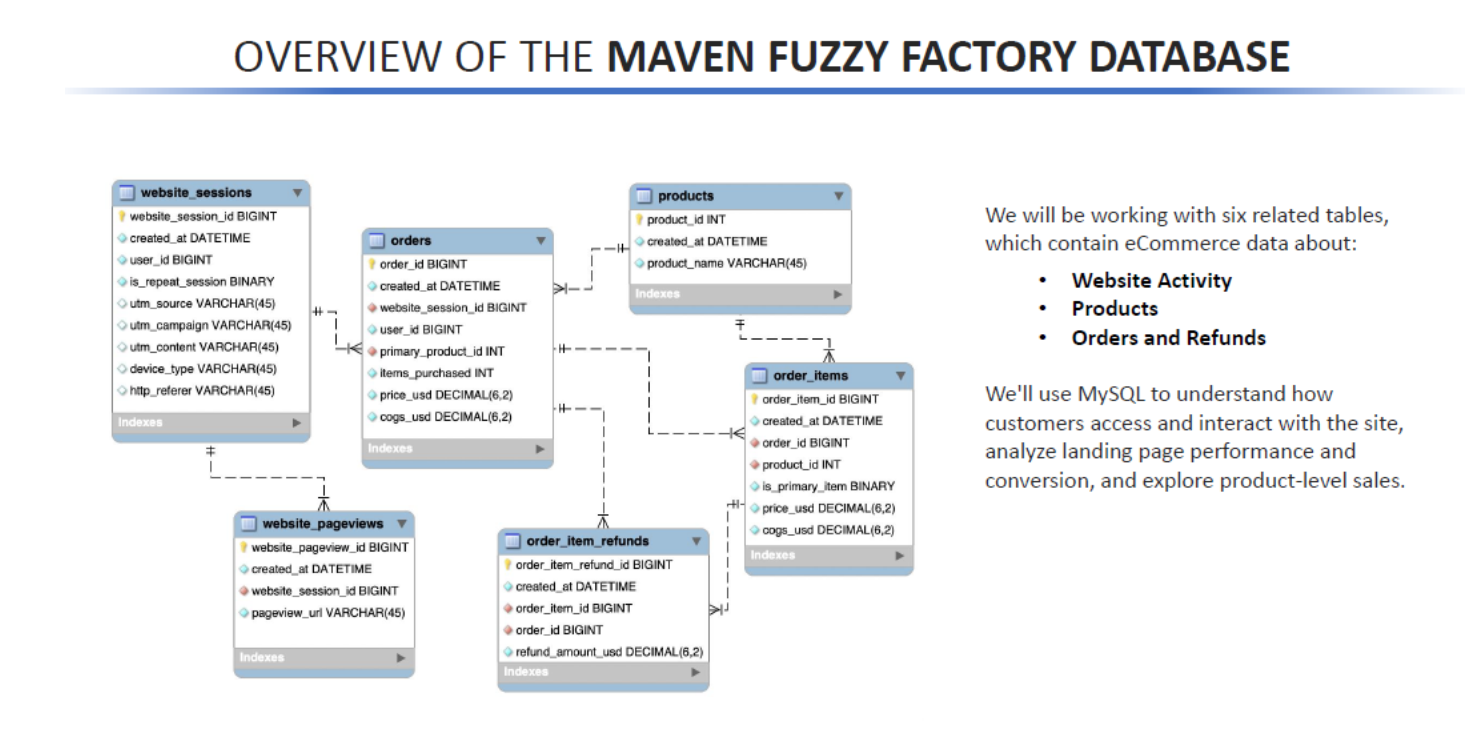 OVERVIEW OF THE MAVEN FUZZY FACTORY DATABASE
website_sessions
website_session_id BIGINT
created_at DATETIME
user_id BIGINT
is_repeat_session BINARY
utm_source VARCHAR(45)
utm_campaign VARCHAR(45)
utm_content VARCHAR(45)
device_type VARCHAR(45)
http_referer VARCHAR(45)
Indexes
orders
order_id BIGINT
created_at DATETIME
website_session_id BIGINT
user_id BIGINT
primary_product_id INT
items_purchased INT
price_usd DECIMAL(6,2)
cogs_usd DECIMAL(6,2)
Indexes
products
product_id INT
created_at DATETIME
product_name VARCHAR(45)
Indexes
order_items
order_item_id BIGINT
created_at DATETIME
order_id BIGINT
product_id INT
is_primary_item BINARY
price_usd DECIMAL(6,2)
cogs_usd DECIMAL(6,2)
Indexes
website_pageviews
website_pageview_id BIGINT
created_at DATETIME
website_session_id BIGINT
pageview_url VARCHAR(45)
Indexes
order_item_refunds
order_item_refund_id BIGINT
created_at DATETIME
order_item_id BIGINT
order_id BIGINT
refund_amount_usd DECIMAL(6,2)
Indexes
We will be working with six related tables,
which contain eCommerce data about:
• Website Activity
• Products
• Orders and Refunds
We'll use MySQL to understand how
customers access and interact with the site,
analyze landing page performance and
conversion, and explore product-level sales.